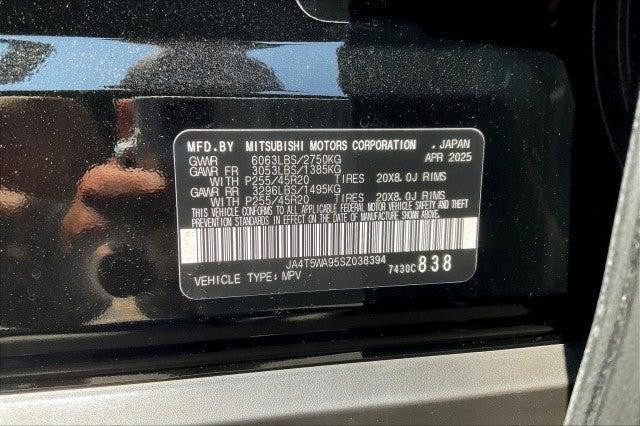 MFD.BY MITSUBISHI MOTORS CORPORATION , JAPAN
GVWR 6063LBS/2750KG APR 2025
GAWR FR 3053LBS/1385KG
WITH P255/45R20 TIRES 20X8.0J RIMS
GAWR RR 3296LBS/1495KG
WITH P255/45R20 TIRES 20X8.0J RIMS
THIS VEHICLE CONFORMS TO ALL APPLICABLE FEDERAL MOTOR VEHICLE SAFETY AND THEFT
PREVENTION STANDARDS IN EFFECT ON THE DATE OF MANUFACTURE SHOWN ABOVE.
JA4T5WA95SZ038394
VEHICLE TYPE: MPV 7430C 838